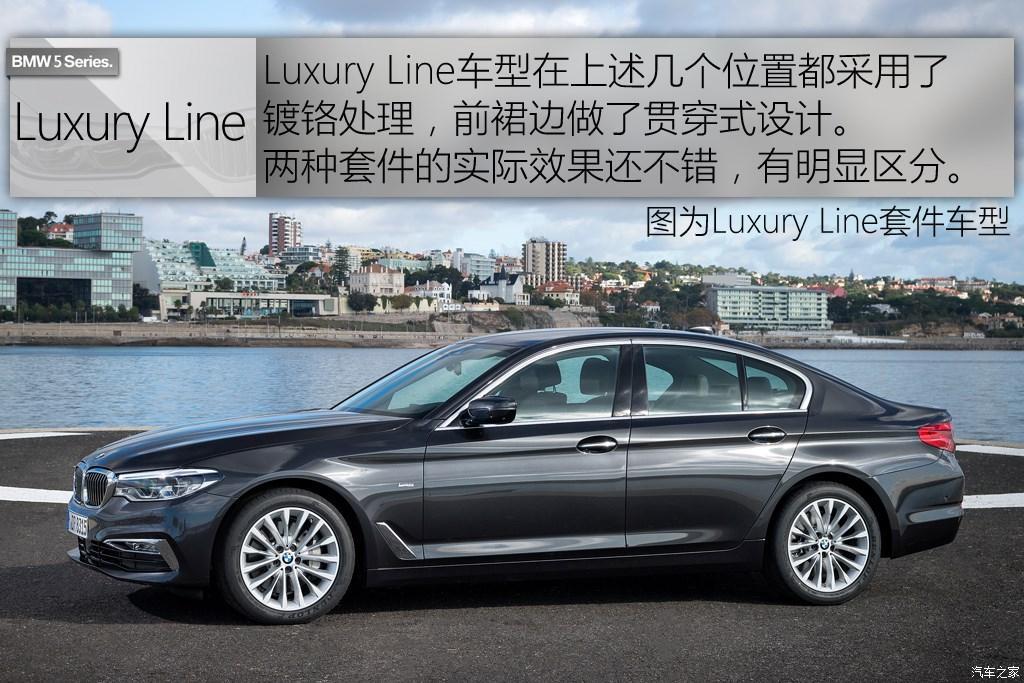 BMW 5 Series.
Luxury Line
Luxury Line车型在上述几个位置都采用了
镀铬处理，前裙边做了贯穿式设计。
两种套件的实际效果还不错，有明显区分。
图为Luxury Line套件车型
汽车之家